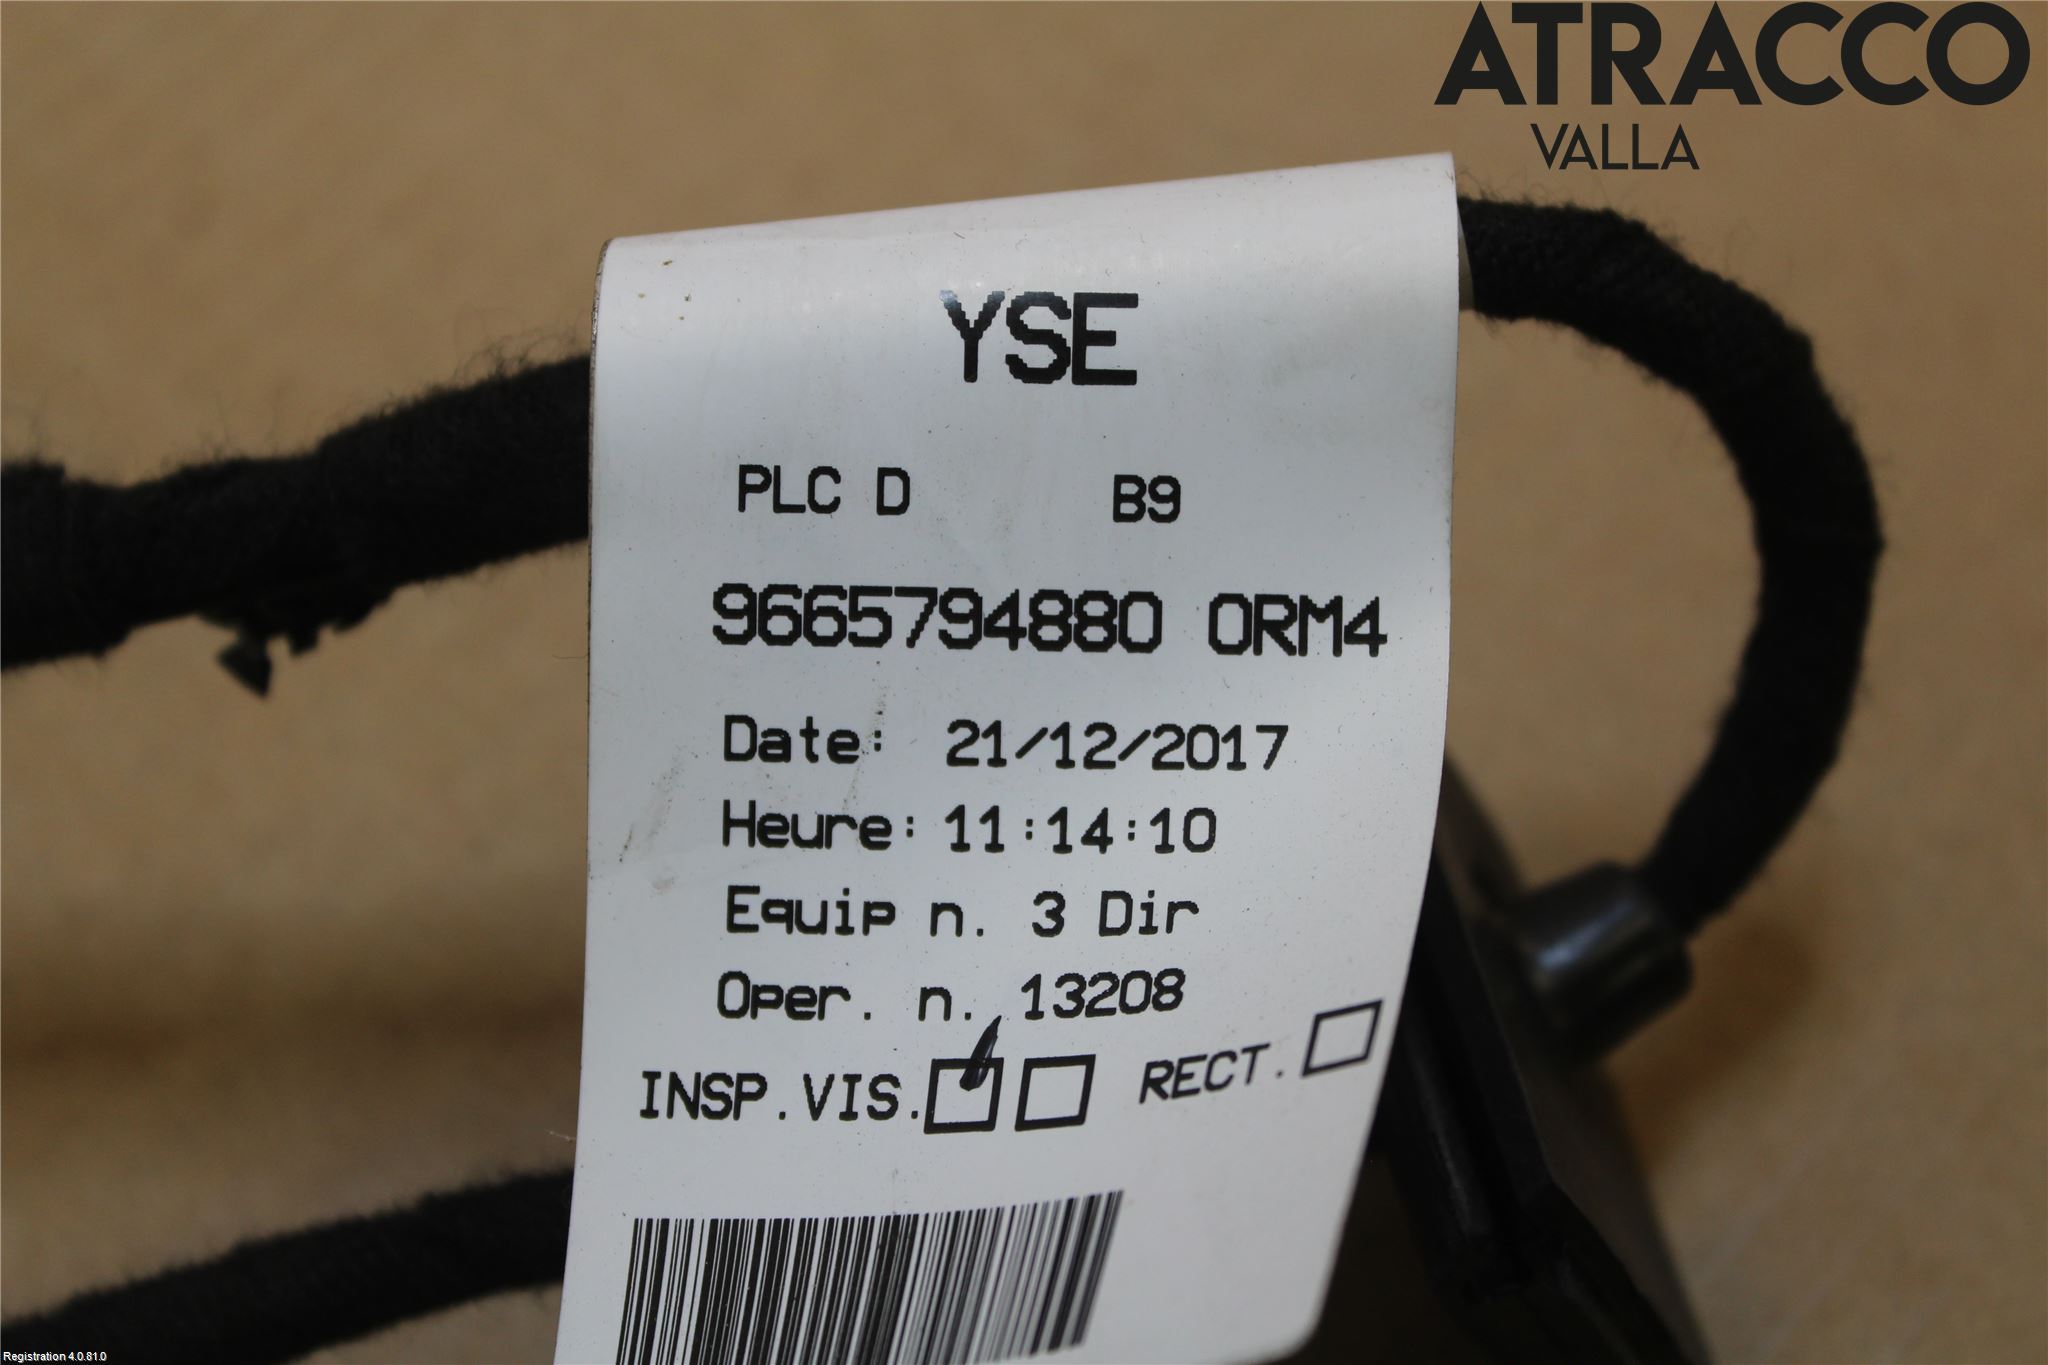 ATRACCO
VALLA
YSE
PLC D B9
9665794880 0RM4
Date: 21/12/2017
Heure: 11:14:10
Equip n. 3 Dir
Oper. n. 13208
INSP.VIS. RECT.
Registration 4.0.81.0